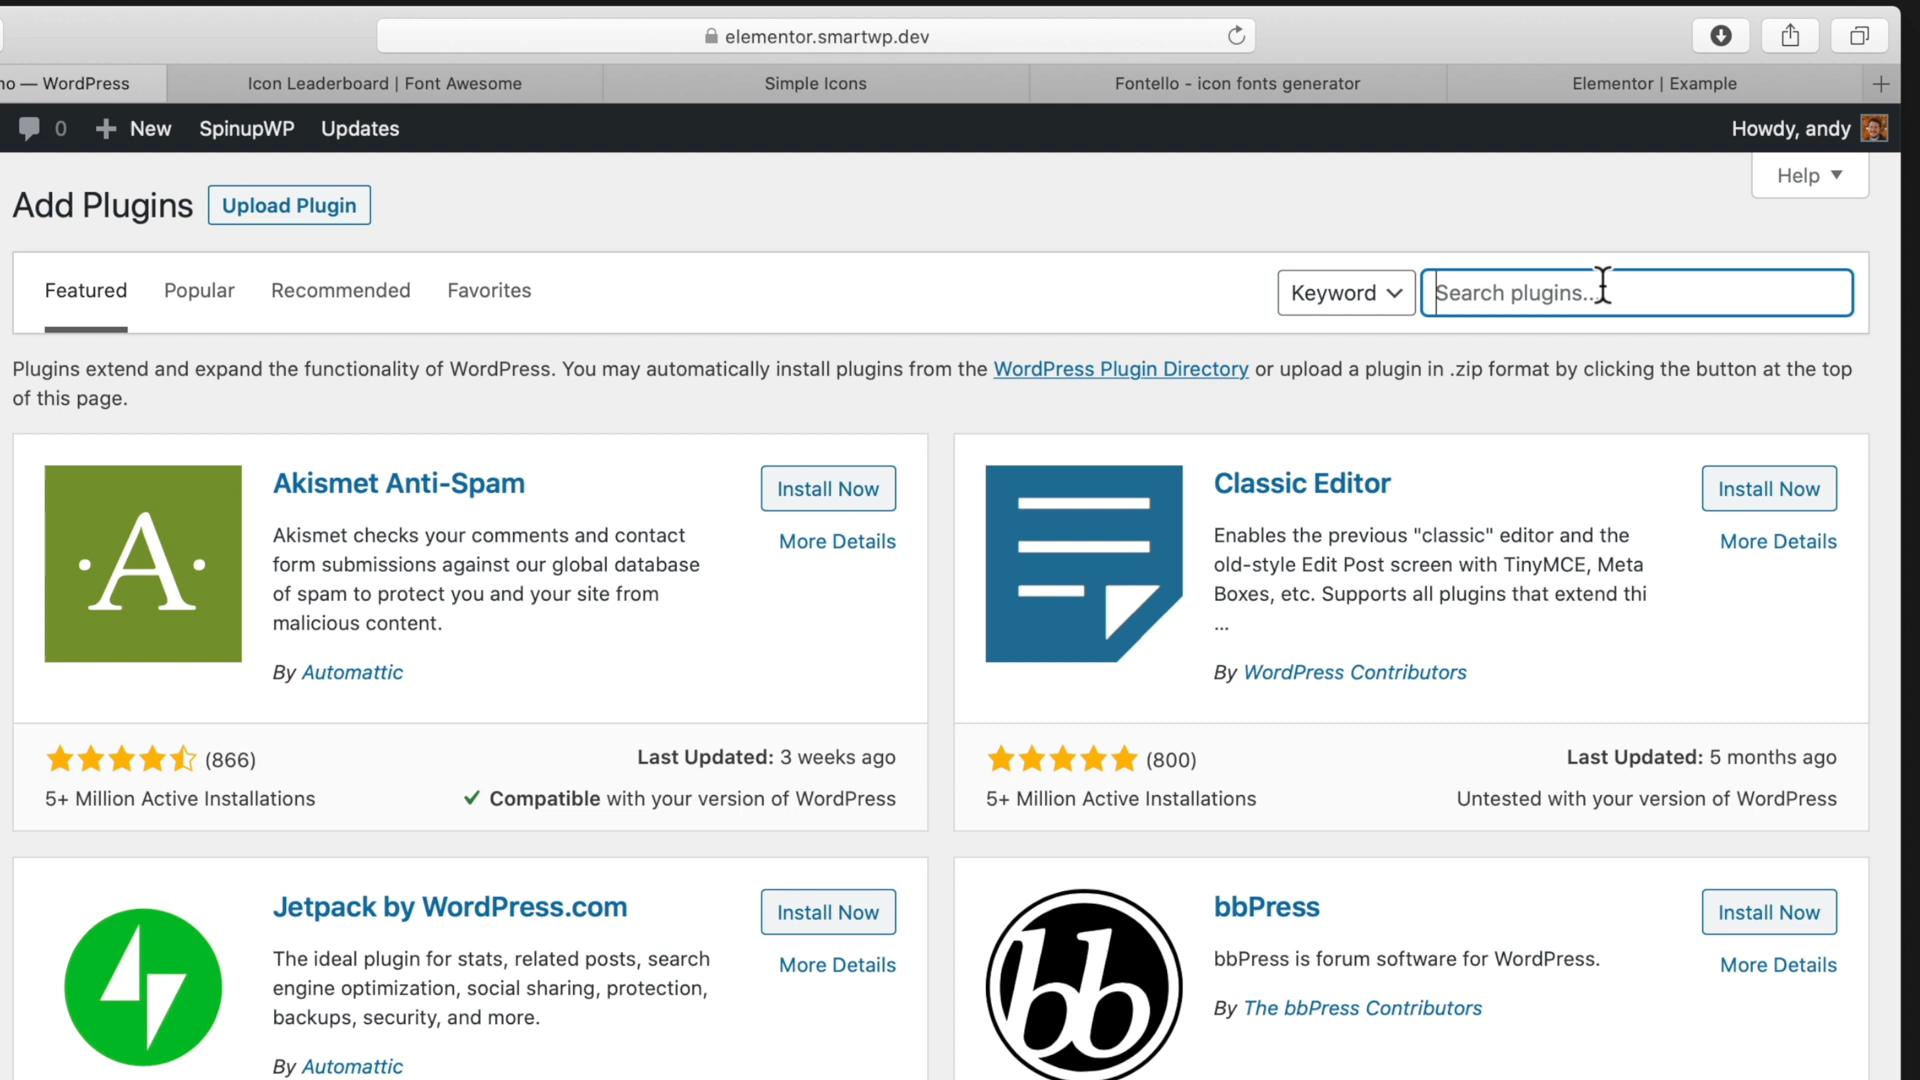 elementor.smartwp.dev
no — WordPress
Icon Leaderboard | Font Awesome
Simple Icons
Fontello - icon fonts generator
Elementor | Example
0
New
SpinupWP
Updates
Howdy, andy
Help
Add Plugins
Upload Plugin
Featured
Popular
Recommended
Favorites
Keyword
Search plugins...
Plugins extend and expand the functionality of WordPress. You may automatically install plugins from the WordPress Plugin Directory or upload a plugin in .zip format by clicking the button at the top
of this page.
A
Akismet Anti-Spam
Install Now
More Details
Akismet checks your comments and contact
form submissions against our global database
of spam to protect you and your site from
malicious content.
By Automattic
(866)
Last Updated: 3 weeks ago
5+ Million Active Installations
Compatible with your version of WordPress
Classic Editor
Install Now
More Details
Enables the previous "classic" editor and the
old-style Edit Post screen with TinyMCE, Meta
Boxes, etc. Supports all plugins that extend thi
...
By WordPress Contributors
(800)
Last Updated: 5 months ago
5+ Million Active Installations
Untested with your version of WordPress
Jetpack by WordPress.com
Install Now
More Details
The ideal plugin for stats, related posts, search
engine optimization, social sharing, protection,
backups, security, and more.
By Automattic
bb
bbPress
Install Now
More Details
bbPress is forum software for WordPress.
By The bbPress Contributors